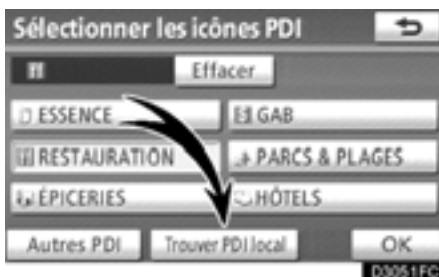 Sélectionner les icônes PDI
Effacer
ESSENCE
GAB
RESTAURATION
PARCS & PLAGES
ÉPICERIES
HÔTELS
Autres PDI
Trouver PDI local
OK
D3051FC